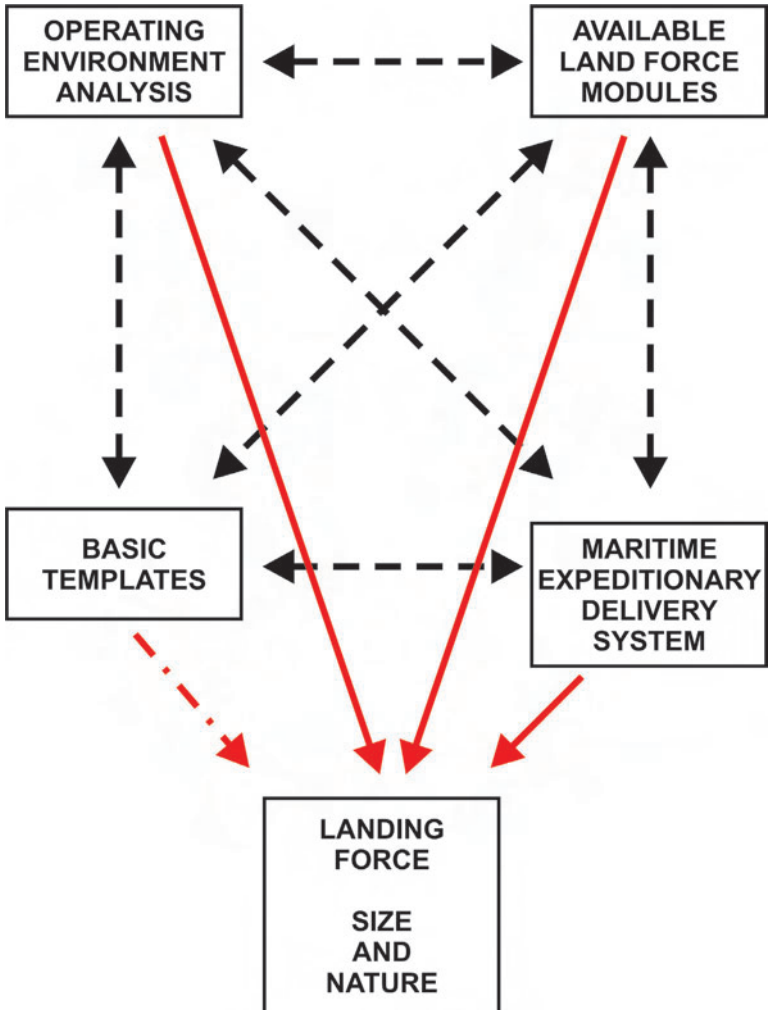 OPERATING
ENVIRONMENT
ANALYSIS
AVAILABLE
LAND FORCE
MODULES
BASIC
TEMPLATES
MARITIME
EXPEDITIONARY
DELIVERY
SYSTEM
LANDING
FORCE
SIZE
AND
NATURE